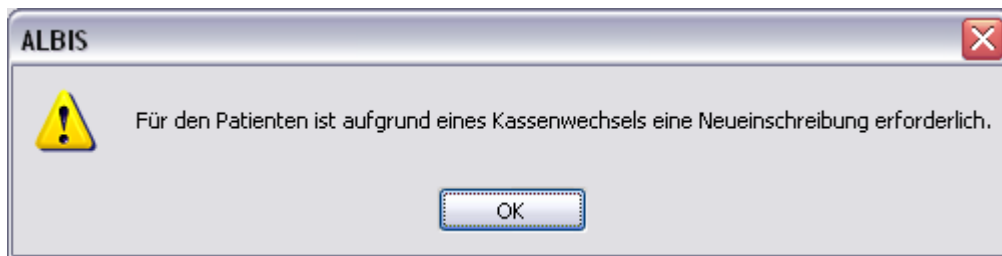 ALBIS
Für den Patienten ist aufgrund eines Kassenwechsels eine Neueinschreibung erforderlich.
OK